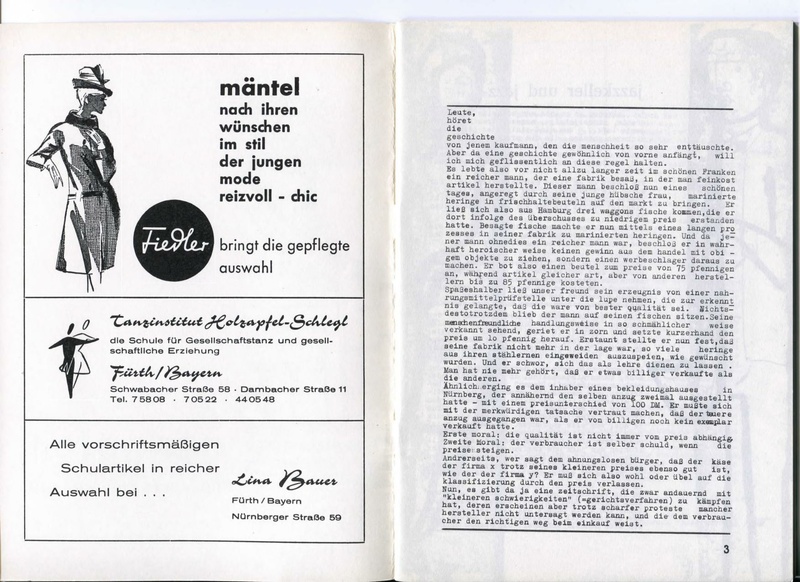 mäntel
nach ihren
wünschen
im stil
der jungen
mode
reizvoll - chic
Fiedler
bringt die gepflegte
auswahl
Tanzinstitut Holzapfel-Schlegl
die Schule für Gesellschaftstanz und gesell-
schaftliche Erziehung
Fürth/Bayern
Schwabacher Straße 58 · Dambacher Straße 11
Tel. 75808 · 70522 · 440548
Alle vorschriftsmäßigen
Schulartikel in reicher
Auswahl bei . . .
Lina Bauer
Fürth/Bayern
Nürnberger Straße 59
Leute,
höret
die
geschichte
von jenem kaufmann, den die menschheit so sehr enttäuschte.
Aber da eine geschichte gewöhnlich von vorne anfängt, will
ich mich geflissentlich an diese regel halten.
Es lebte also vor nicht allzu langer zeit im schönen Franken
ein reicher mann, der eine fabrik besaß, in der man feinkost
artikel herstellte. Dieser mann beschloß nun eines schönen
tages, angeregt durch seine junge hübsche frau, marinierte
heringe in frischhaltebeuteln auf den markt zu bringen. Er
ließ sich also aus Hamburg drei waggons fische kommen,die er
dort infolge des überschusses zu niedrigem preis erstanden
hatte. Besagte fische machte er nun mittels eines langen pro
zesses in einer fabrik zu marinierten heringen. Und da je-
ner mann ohnedies ein reicher mann war, beschloß er in wahr-
haft heroischer weise keinen gewinn aus dem handel mit obi -
gem objekte zu ziehen, sondern einen werbeschlager daraus zu
machen. Er bot also einen beutel zum preise von 75 pfennigen
an, während artikel gleicher art, aber von anderen herstel-
lern bis zu 85 pfennige kosteten.
Spaßeshalber ließ unser freund sein erzeugnis von einer nah-
rungsmittelprüfstelle unter die lupe nehmen, die zur erkennt
nis gelangte, daß die ware von bester qualität sei. Nichts-
destotrotzdem blieb der mann auf seinen fischen sitzen.Seine
menschenfreundliche handlungsweise in so schmählicher weise
verkannt sehend, geriet er in zorn und setzte kurzerhand den
preis um 1o pfennig herauf. Erstaunt stellte er nun fest,daß
seine fabrik nicht mehr in der lage war, so viele heringe
aus ihren stählernen eingeweiden auszuspeien, wie gewünscht
wurden. Und er schwor, sich das als lehre dienen zu lassen .
Man hat nie mehr gehört, daß er etwas billiger verkaufte als
die anderen.
Ähnlich erging es dem inhaber eines bekleidungshauses in
Nürnberg, der annähernd den selben anzug zweimal ausgestellt
hatte - mit einem preisunterschied von 100 DM. Er mußte sich
mit der merkwürdigen tatsache vertraut machen, daß der teuere
anzug ausgegangen war, als er von billigen noch kein exemplar
verkauft hatte.
Erste moral: die qualität ist nicht immer vom preis abhängig.
Zweite Moral: der verbraucher ist selber schuld, wenn die
preise steigen.
Andrerseits, wer sagt dem ahnungslosen bürger, daß der käse
der firma x trotz seines kleineren preises ebenso gut ist,
wie der der firma y? Er muß sich also wohl oder übel auf die
klassifizierung durch den preis verlassen.
Nun, es gibt da ja eine zeitschrift, die zwar andauernd mit
"kleineren schwierigkeiten" (=gerichtsverfahren) zu kämpfen
hat, deren erscheinen aber trotz scharfer proteste mancher
hersteller nicht untersagt werden kann, und die dem verbrau-
cher den richtigen weg beim einkauf weist.
3